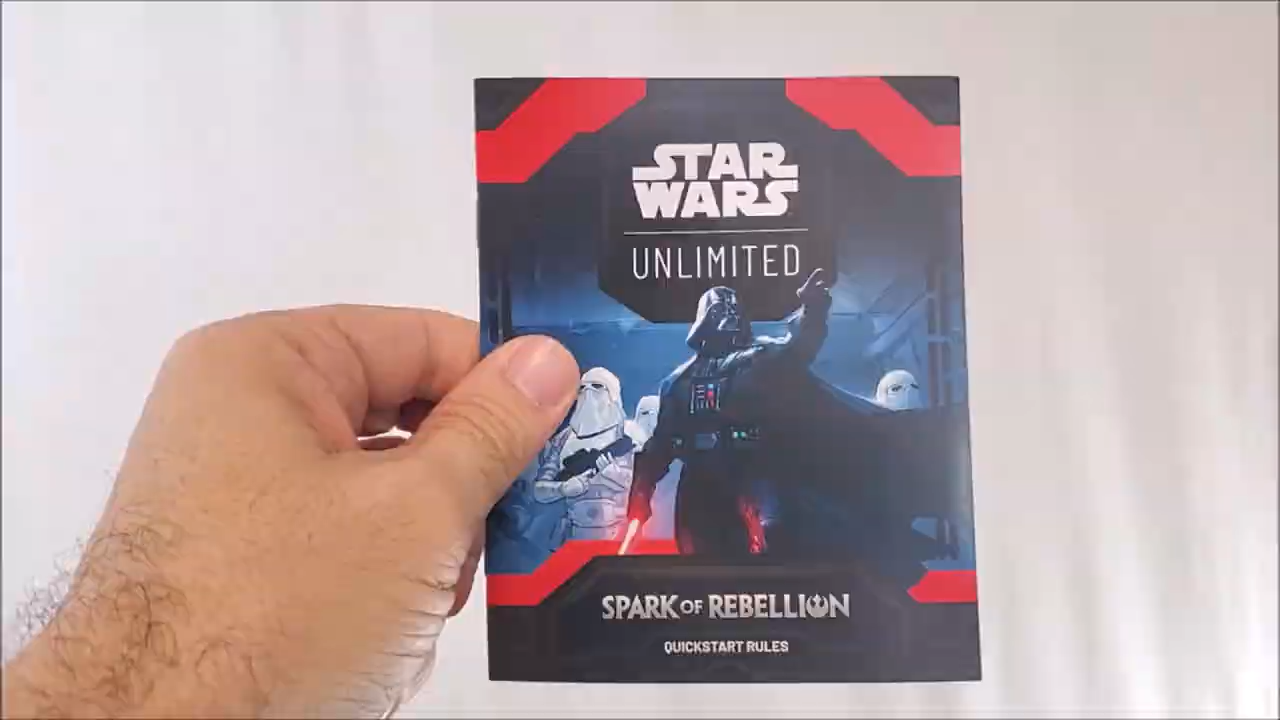 STAR
WARS
UNLIMITED
SPARK OF REBELLION
QUICKSTART RULES